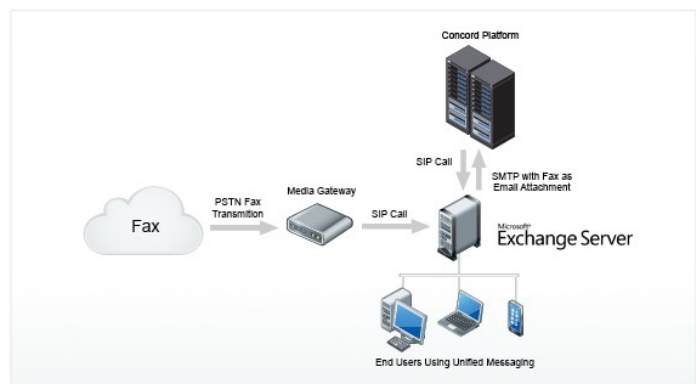 Concord Platform
SIP Call
SMTP with Fax as
Email Attachment
Media Gateway
PSTN Fax
Transmition
SIP Call
Fax
Microsoft®
Exchange Server
End Users Using Unified Messaging